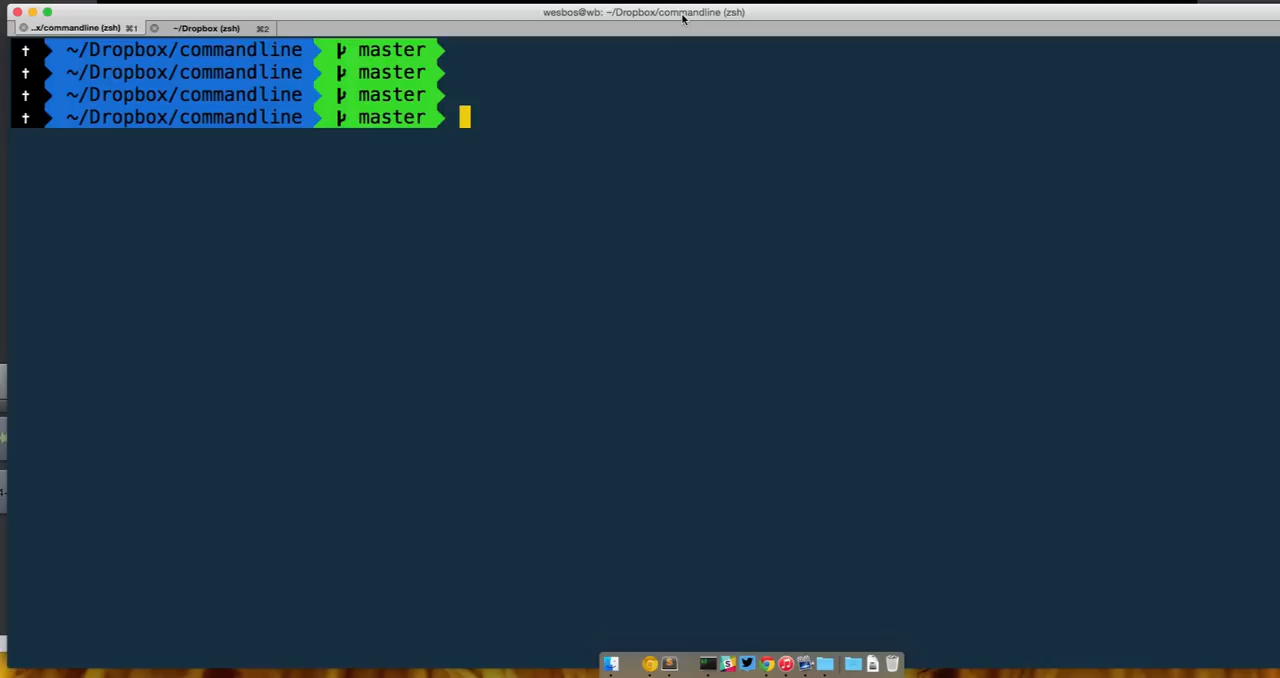 wesbos@wb: ~/Dropbox/commandline (zsh)
..x/commandline (zsh) ⌘1 ~/Dropbox (zsh) ⌘2
✝ ~/Dropbox/commandline master
✝ ~/Dropbox/commandline master
✝ ~/Dropbox/commandline master
✝ ~/Dropbox/commandline master